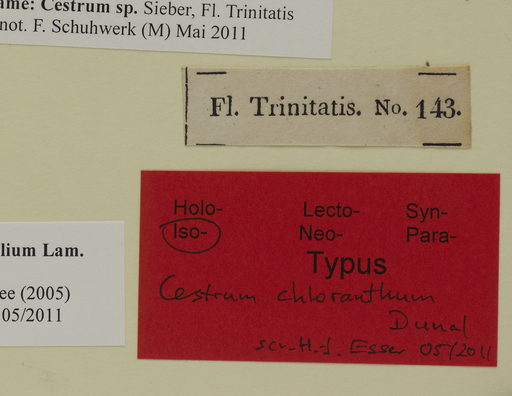 ame: Cestrum sp. Sieber, Fl. Trinitatis
not. F. Schuhwerk (M) Mai 2011
Fl. Trinitatis. No. 143.
Holo- Lecto- Syn-
Iso- Neo- Para-
Typus
Cestrum chloranthum
Dunal
scr. H.-J. Esser 05/2011
lium Lam.
ee (2005)
05/2011